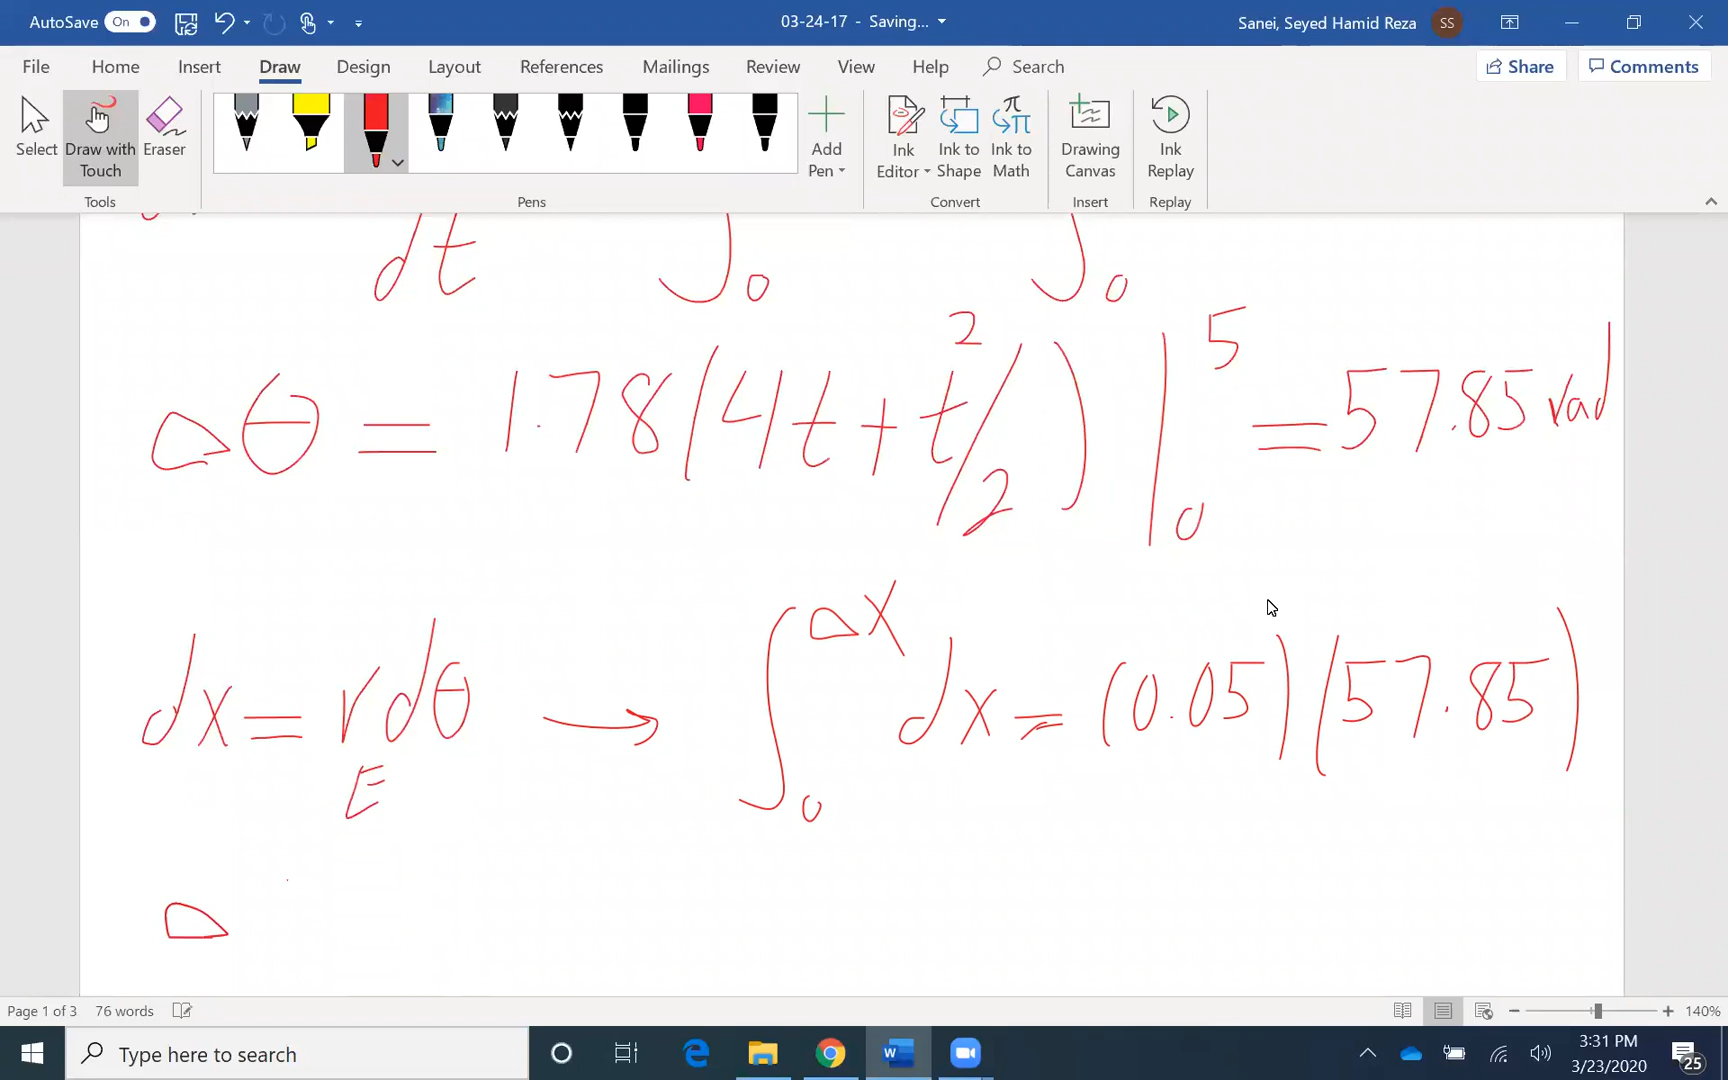 AutoSave On 03-24-17 - Saving... Sanei, Seyed Hamid Reza SS
File Home Insert Draw Design Layout References Mailings Review View Help Search Share Comments
Select Draw with Touch Eraser Add Pen Ink Editor Ink to Shape Ink to Math Drawing Canvas Ink Replay
Tools Pens Convert Insert Replay
dt ∫₀ ∫₀
Δθ = 1.78(4t + t²/2)|₀⁵ = 57.85 rad
dx = r dθ → ∫₀^Δx dx = (0.05)(57.85)
E
Δ
Page 1 of 3 76 words 140%
Type here to search 3:31 PM
3/23/2020 25